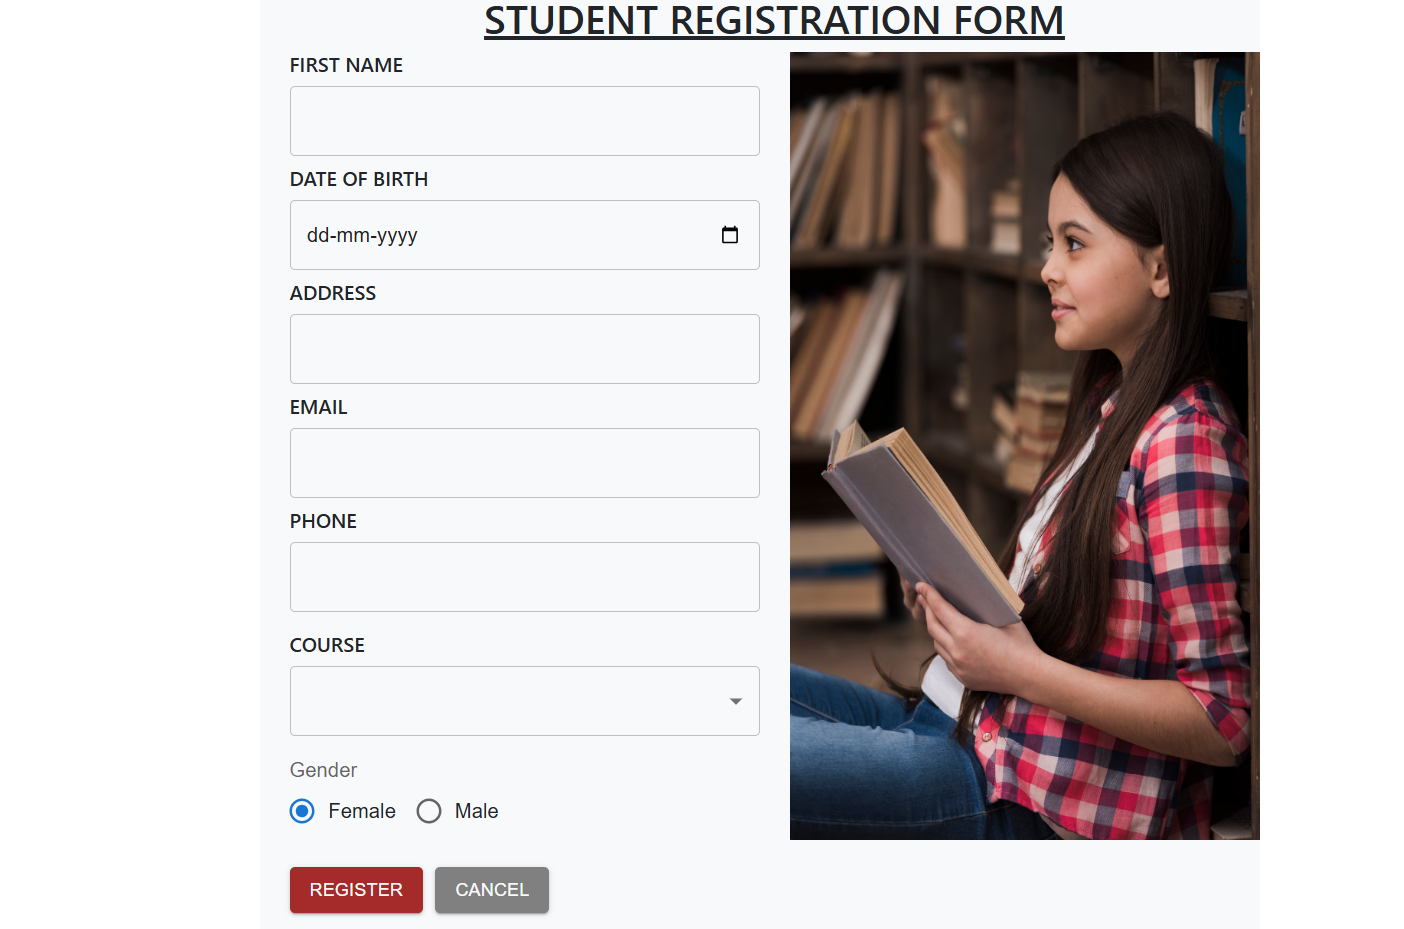 STUDENT REGISTRATION FORM
FIRST NAME
DATE OF BIRTH
dd-mm-yyyy
ADDRESS
EMAIL
PHONE
COURSE
Gender
Female Male
REGISTER CANCEL